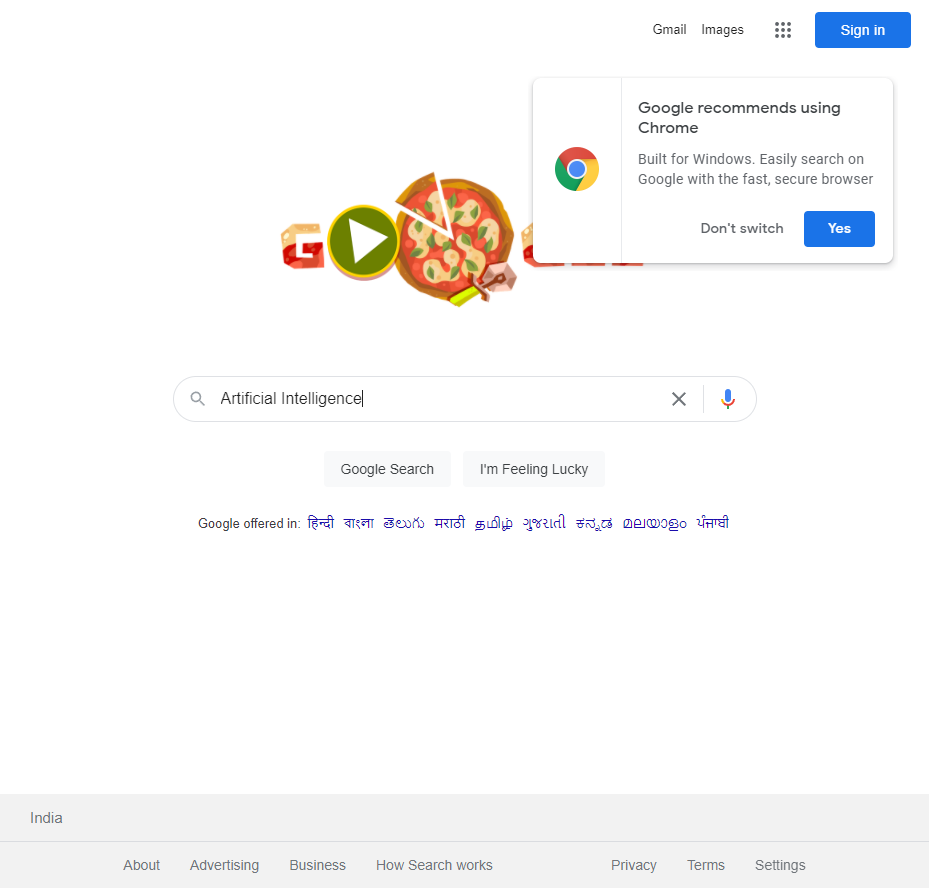 Gmail Images Sign in
Google recommends using
Chrome
Built for Windows. Easily search on
Google with the fast, secure browser
Don't switch Yes
G
Artificial Intelligence
Google Search I'm Feeling Lucky
Google offered in: हिन्दी বাংলা తెలుగు मराठी தமிழ் ગુજરાતી ಕನ್ನಡ മലയാളം ਪੰਜਾਬੀ
India
About Advertising Business How Search works Privacy Terms Settings